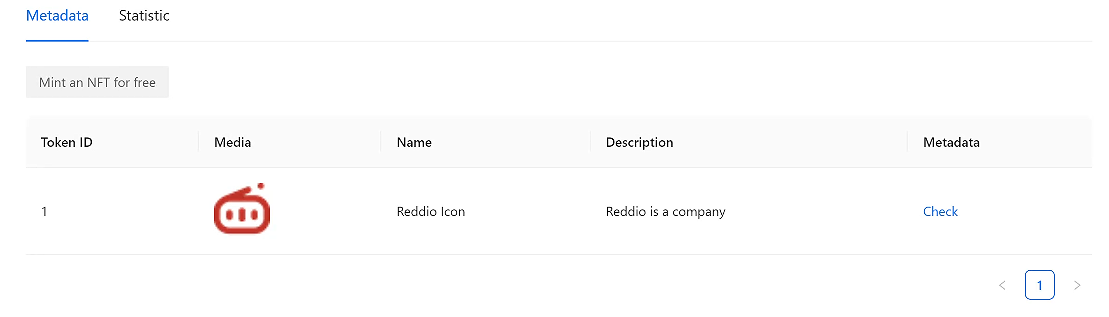 Metadata Statistic
Mint an NFT for free
Token ID Media Name Description Metadata
1 Reddio Icon Reddio is a company Check
1